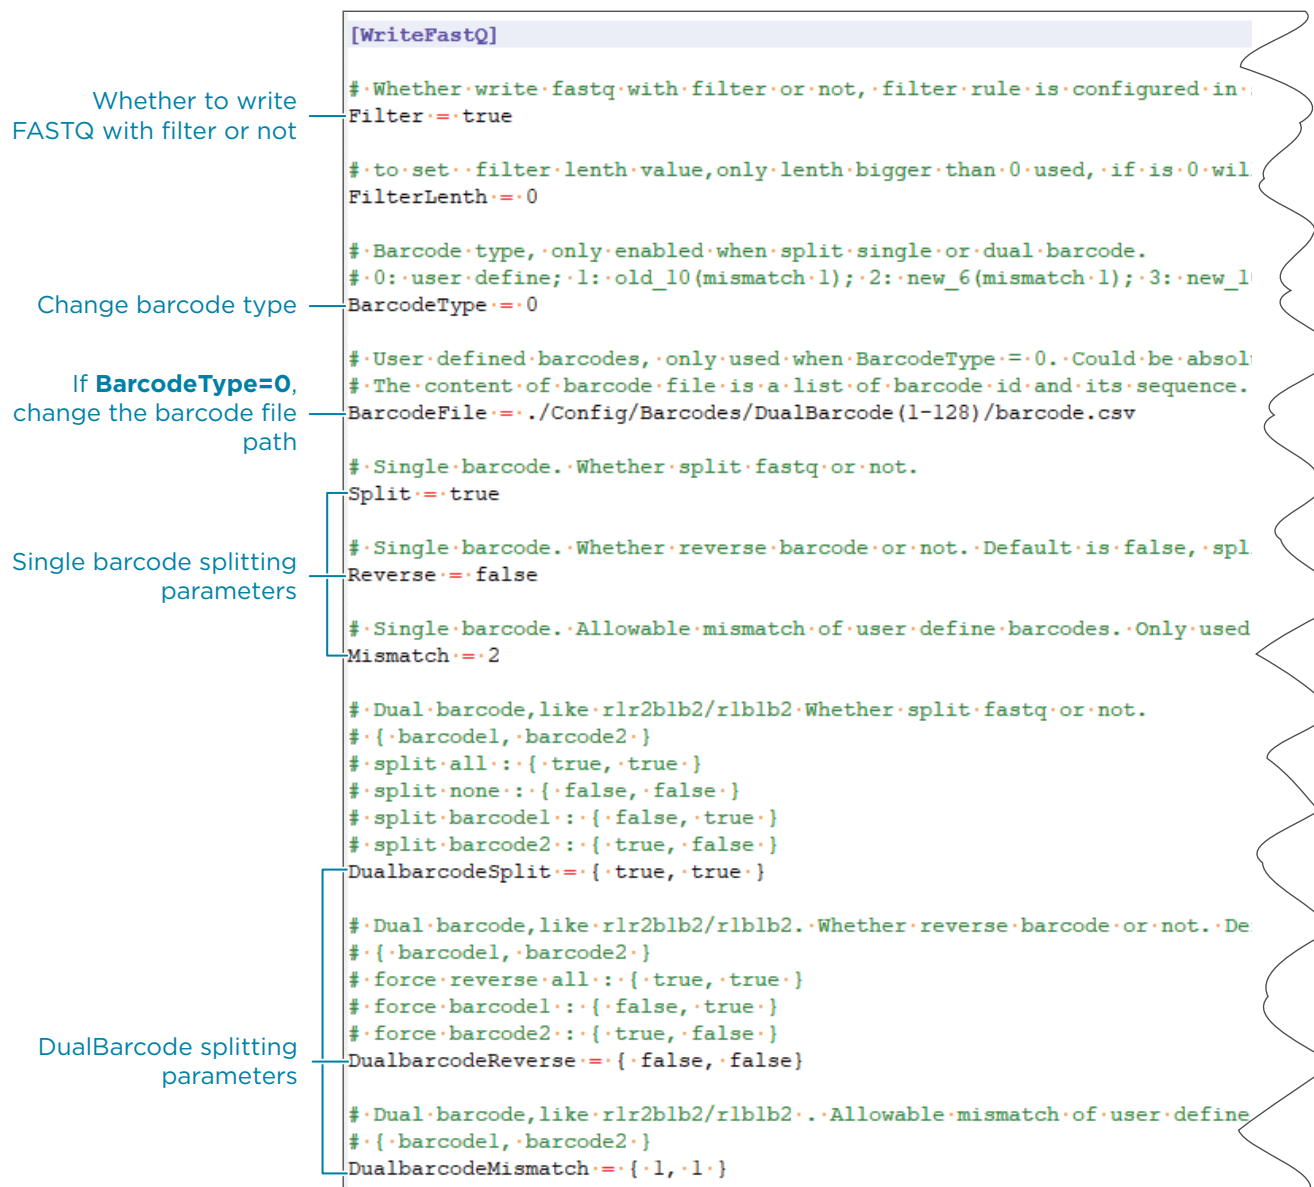 [WriteFastQ]
# Whether write fastq with filter or not, filter rule is configured in
Whether to write
FASTQ with filter or not
Filter = true
# to set  filter lenth value,only lenth bigger than 0 used, if is 0 wil
FilterLenth = 0
# Barcode type, only enabled when split single or dual barcode.
# 0: user define; 1: old_10(mismatch 1); 2: new_6(mismatch 1); 3: new_1
Change barcode type
BarcodeType = 0
# User defined barcodes, only used when BarcodeType = 0. Could be absol
# The content of barcode file is a list of barcode id and its sequence.
If BarcodeType=0,
change the barcode file
path
BarcodeFile = ./Config/Barcodes/DualBarcode(1-128)/barcode.csv
# Single barcode. Whether split fastq or not.
Split = true
# Single barcode. Whether reverse barcode or not. Default is false, spl
Single barcode splitting
parameters
Reverse = false
# Single barcode. Allowable mismatch of user define barcodes. Only used
Mismatch = 2
# Dual barcode,like r1r2b1b2/r1b1b2 Whether split fastq or not.
# { barcode1, barcode2 }
# split all : { true, true }
# split none : { false, false }
# split barcode1 : { false, true }
# split barcode2 : { true, false }
DualbarcodeSplit = { true, true }
# Dual barcode,like r1r2b1b2/r1b1b2. Whether reverse barcode or not. De
# { barcode1, barcode2 }
# force reverse all : { true, true }
# force barcode1 : { false, true }
# force barcode2 : { true, false }
DualBarcode splitting
parameters
DualbarcodeReverse = { false, false}
# Dual barcode,like r1r2b1b2/r1b1b2 . Allowable mismatch of user define
# { barcode1, barcode2 }
DualbarcodeMismatch = { 1, 1 }